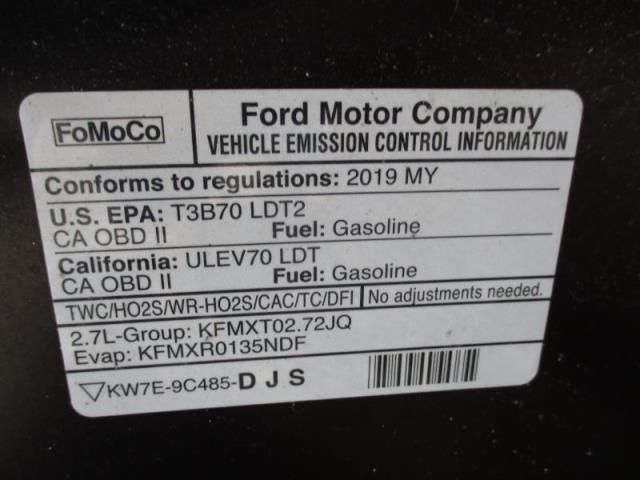 FoMoCo
Ford Motor Company
VEHICLE EMISSION CONTROL INFORMATION
Conforms to regulations: 2019 MY
U.S. EPA: T3B70 LDT2
CA OBD II Fuel: Gasoline
California: ULEV70 LDT
CA OBD II Fuel: Gasoline
TWC/HO2S/WR-HO2S/CAC/TC/DFI No adjustments needed.
2.7L-Group: KFMXT02.72JQ
Evap: KFMXR0135NDF
KW7E-9C485-D J S